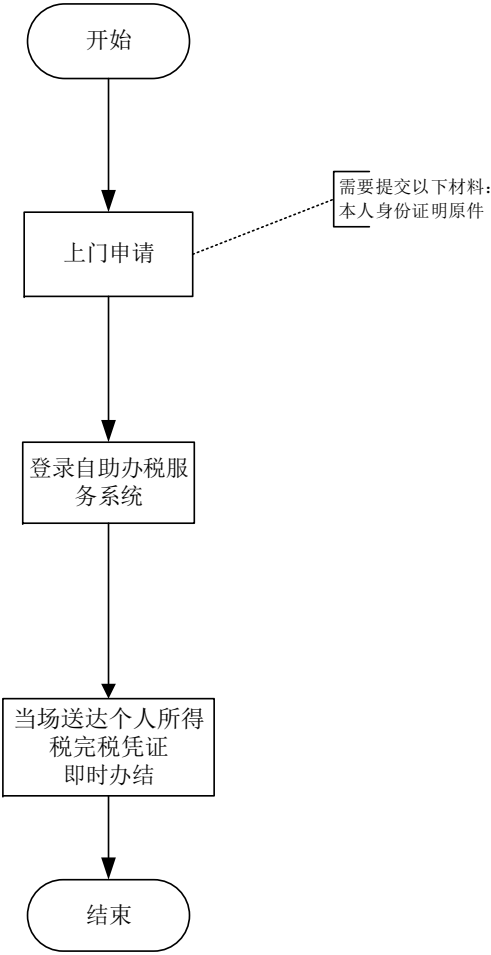 开始
需要提交以下材料：
本人身份证明原件
上门申请
登录自助办税服
务系统
当场送达个人所得
税完税凭证
即时办结
结束